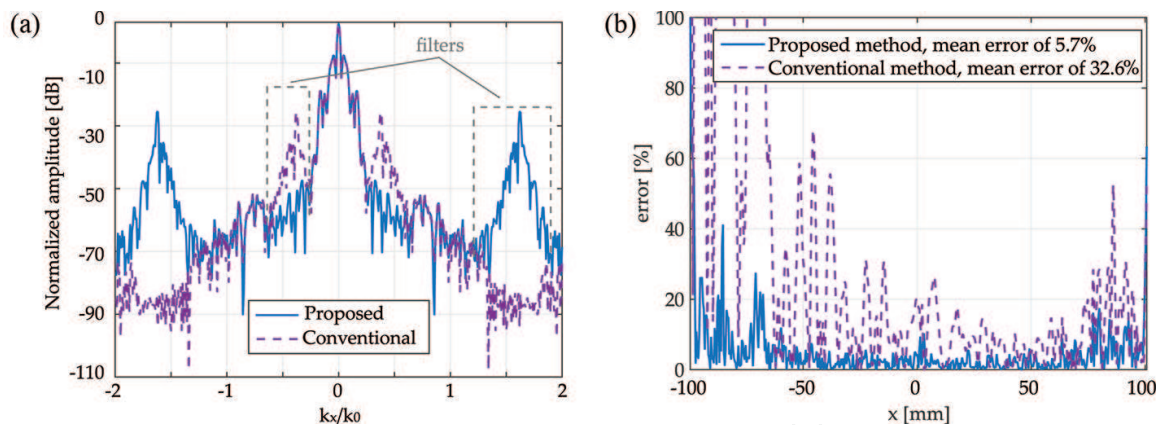 (a)
filters
Normalized amplitude [dB]
0
-10
-30
-50
-70
-90
-110
Proposed
Conventional
-2
-1
0
1
2
kx/k0
(b)
Proposed method, mean error of 5.7%
Conventional method, mean error of 32.6%
error [%]
100
80
60
40
20
0
-100
-50
0
50
100
x [mm]